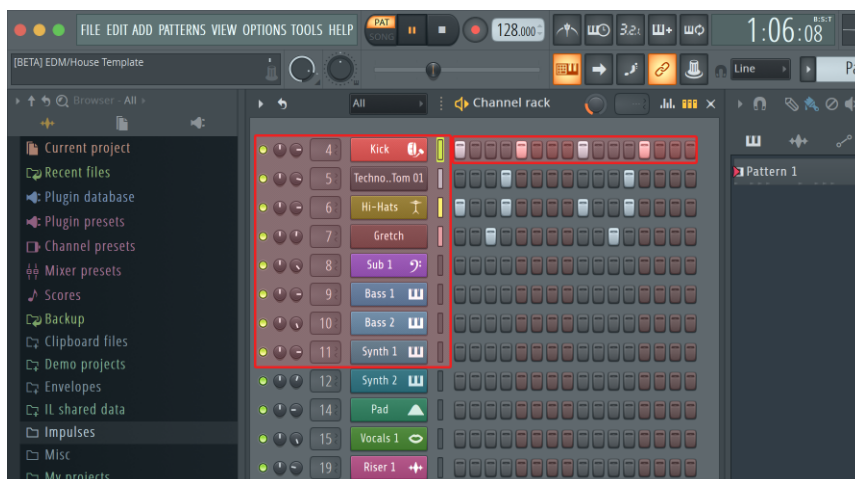 FILE EDIT ADD PATTERNS VIEW OPTIONS TOOLS HELP
PAT
SONG
128.000
3.2.1
1:06:08
B:S:T
[BETA] EDM/House Template
Line
Pa
Browser - All
All
Channel rack
Current project
Recent files
Plugin database
Plugin presets
Channel presets
Mixer presets
Scores
Backup
Clipboard files
Demo projects
Envelopes
IL shared data
Impulses
Misc
My projects
4 Kick
5 Techno..Tom 01
6 Hi-Hats
7 Gretch
8 Sub 1
9 Bass 1
10 Bass 2
11 Synth 1
12 Synth 2
14 Pad
15 Vocals 1
19 Riser 1
Pattern 1